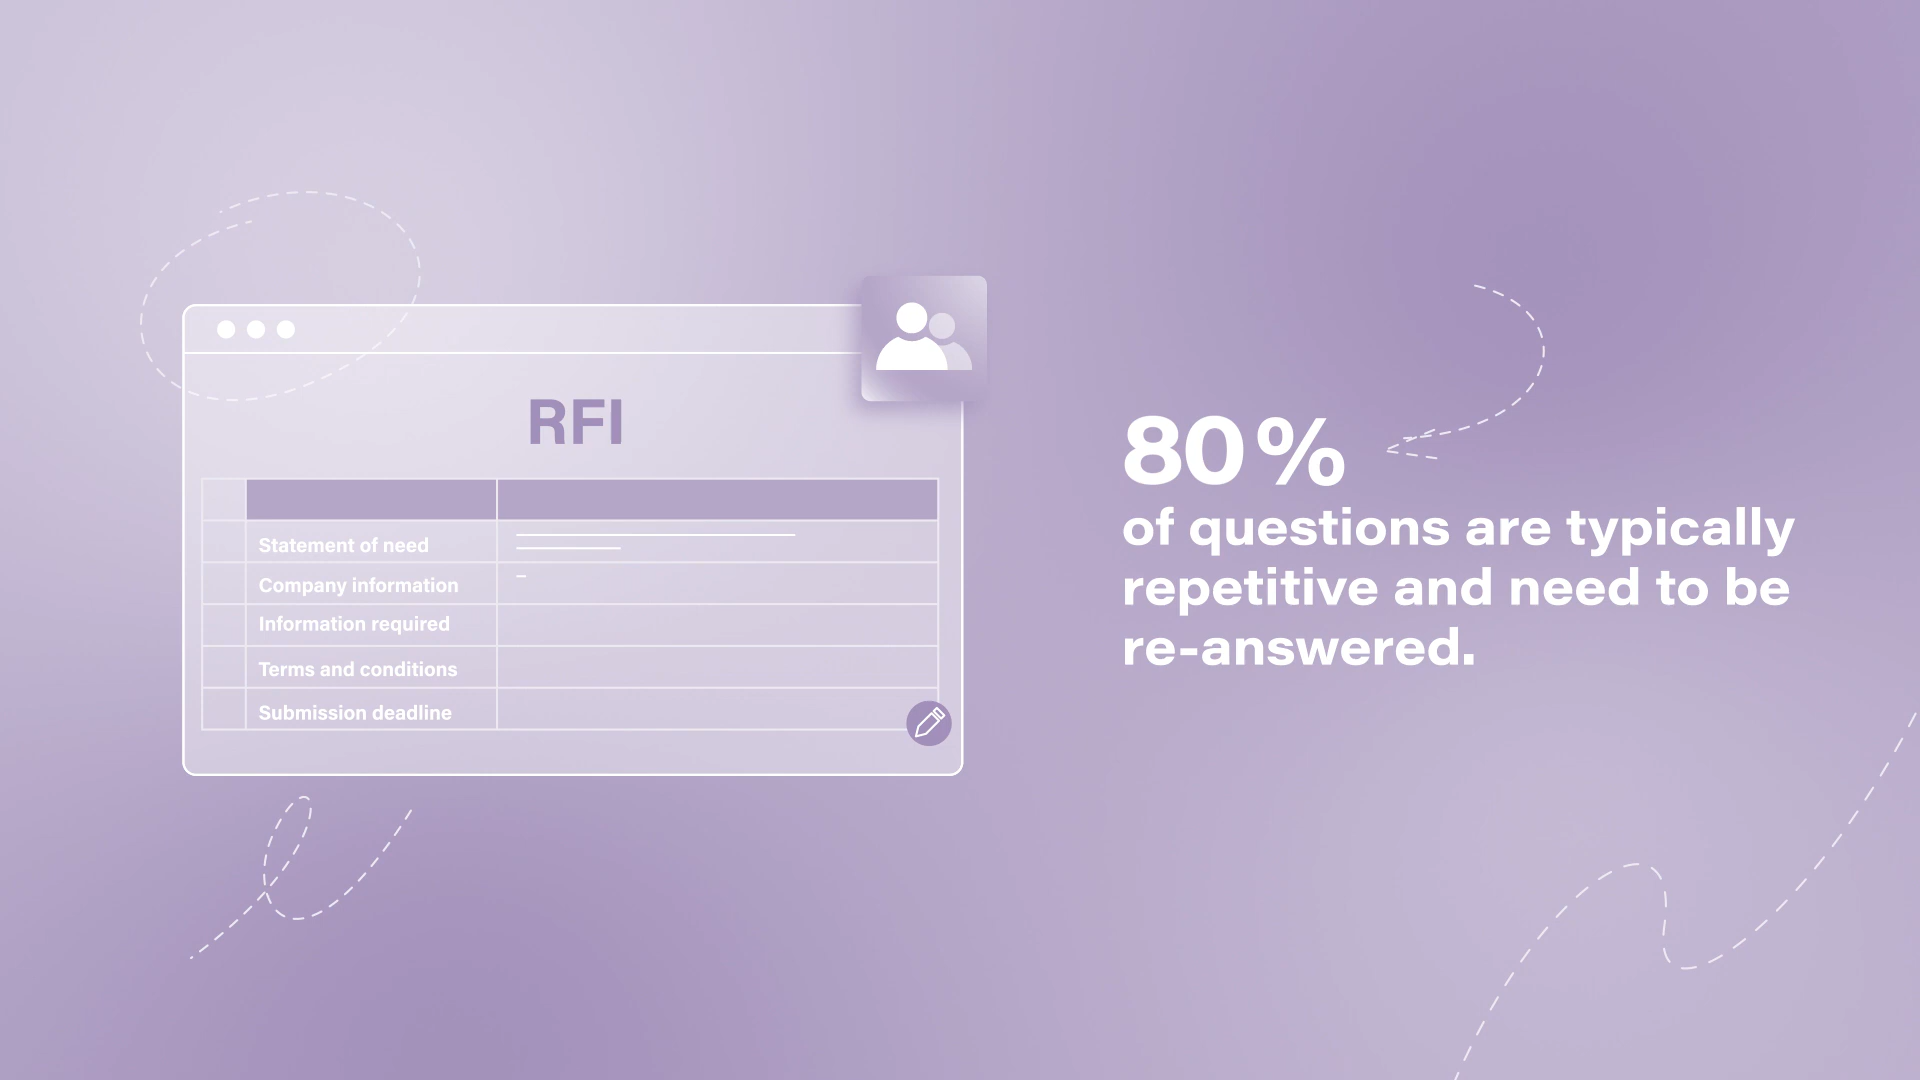 RFI
Statement of need
Company information
Information required
Terms and conditions
Submission deadline
80%
of questions are typically
repetitive and need to be
re-answered.